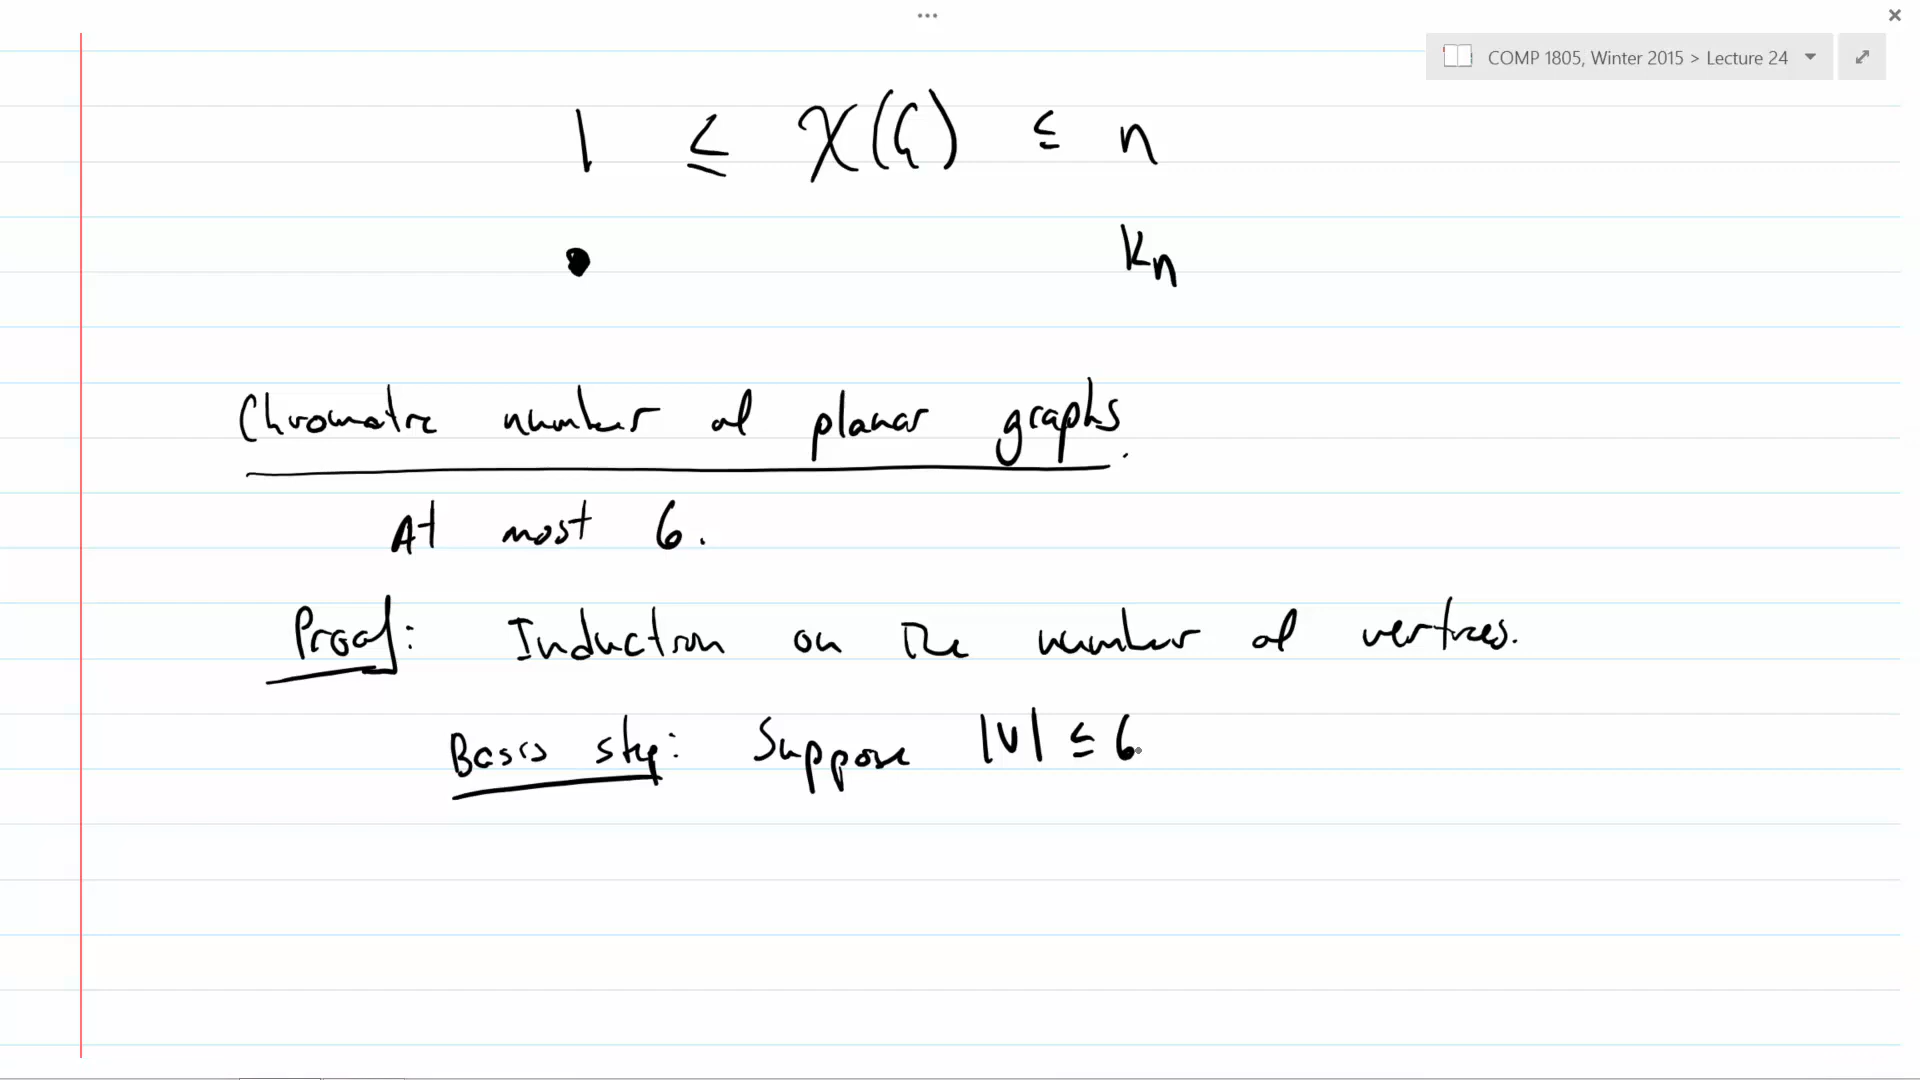 COMP 1805, Winter 2015 > Lecture 24
1 ≤ χ(G) ≤ n
Kn
Chromatic number of planar graphs.
At most 6.
Proof: Induction on the number of vertices.
Basis step: Suppose |V| ≤ 6